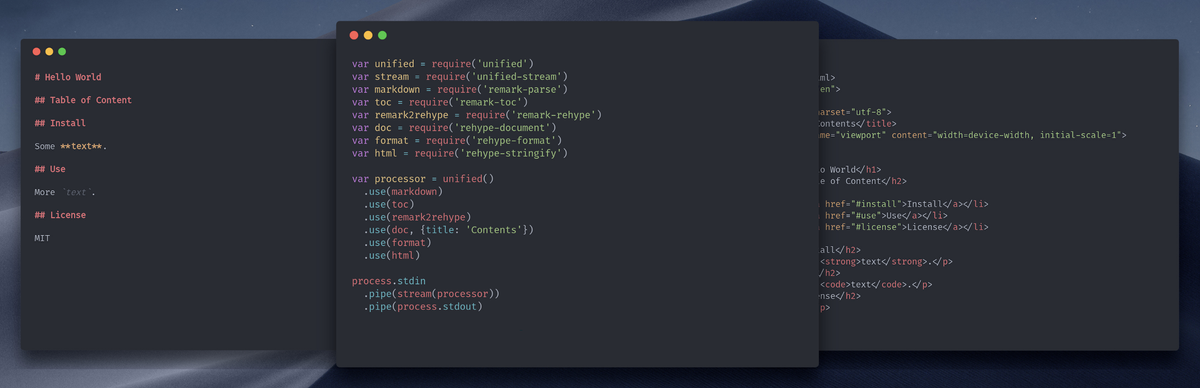 # Hello World
## Table of Content
## Install
Some **text**.
## Use
More `text`.
## License
MIT
var unified = require('unified')
var stream = require('unified-stream')
var markdown = require('remark-parse')
var toc = require('remark-toc')
var remark2rehype = require('remark-rehype')
var doc = require('rehype-document')
var format = require('rehype-format')
var html = require('rehype-stringify')
var processor = unified()
.use(markdown)
.use(toc)
.use(remark2rehype)
.use(doc, {title: 'Contents'})
.use(format)
.use(html)
process.stdin
.pipe(stream(processor))
.pipe(process.stdout)
ml>
en">
arset="utf-8">
ontents</title>
me="viewport" content="width=device-width, initial-scale=1">
o World</h1>
e of Content</h2>
href="#install">Install</a></li>
href="#use">Use</a></li>
href="#license">License</a></li>
all</h2>
<strong>text</strong>.</p>
/h2>
<code>text</code>.</p>
ense</h2>
p>